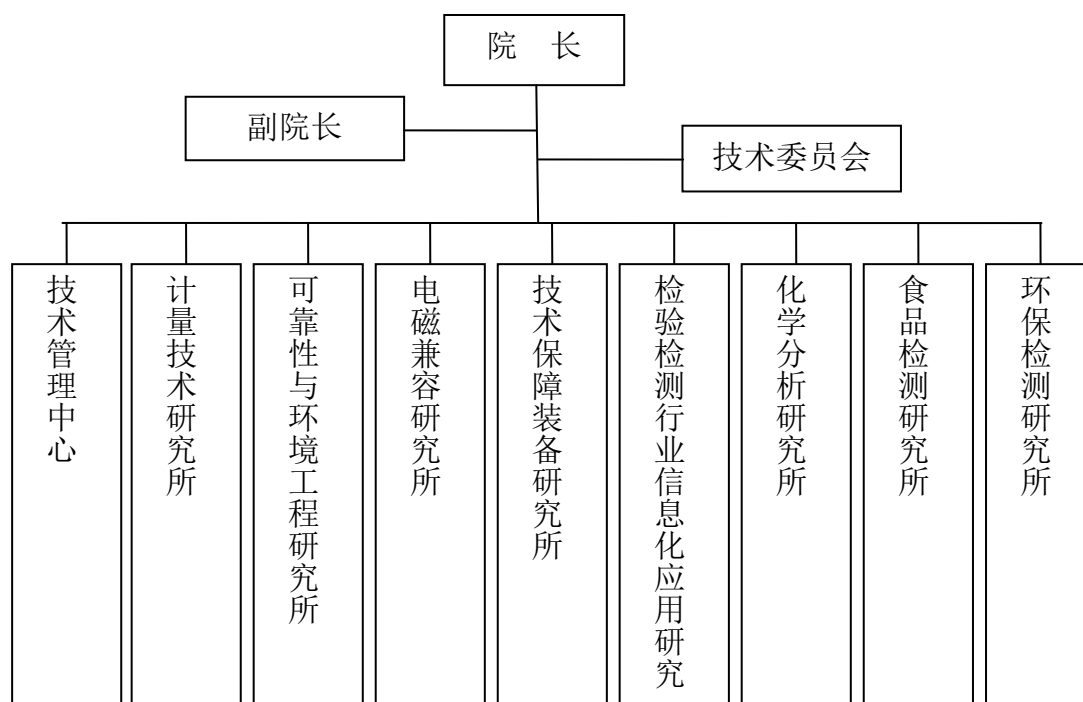 院 长
副院长
技术委员会
技术管理中心
计量技术研究所
可靠性与环境工程研究所
电磁兼容研究所
技术保障装备研究所
检验检测行业信息化应用研究
化学分析研究所
食品检测研究所
环保检测研究所